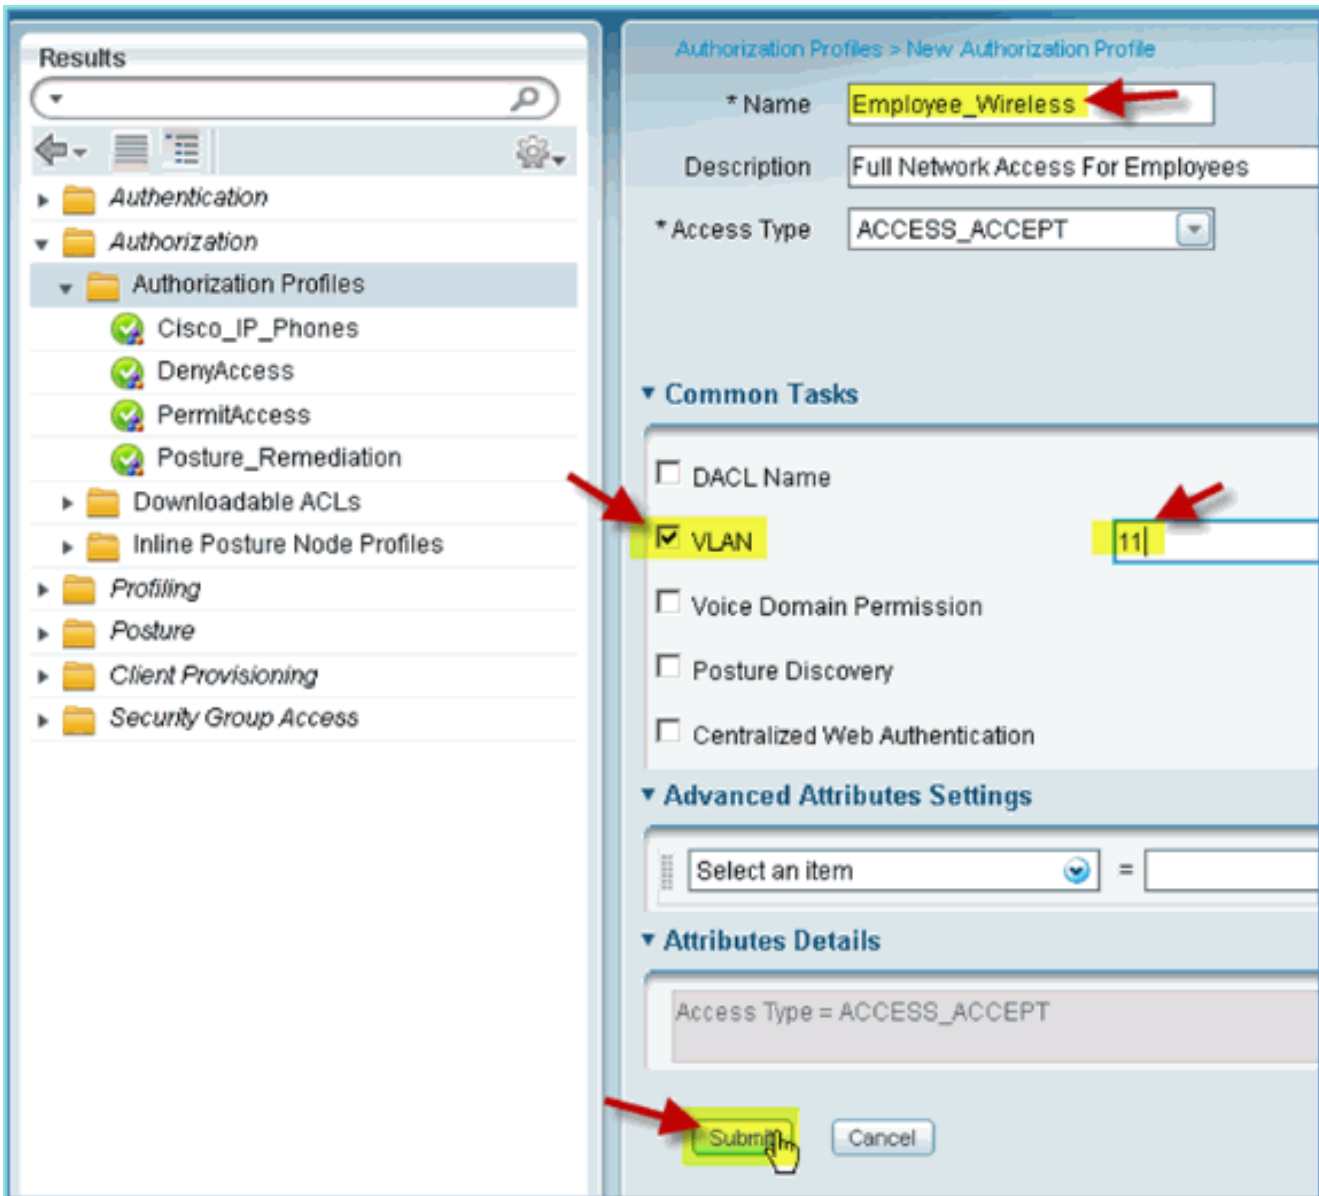 Results
Authentication
Authorization
Authorization Profiles
Cisco_IP_Phones
DenyAccess
PermitAccess
Posture_Remediation
Downloadable ACLs
Inline Posture Node Profiles
Profiling
Posture
Client Provisioning
Security Group Access
Authorization Profiles > New Authorization Profile
* Name Employee_Wireless
Description Full Network Access For Employees
* Access Type ACCESS_ACCEPT
Common Tasks
DACL Name
VLAN 11
Voice Domain Permission
Posture Discovery
Centralized Web Authentication
Advanced Attributes Settings
Select an item =
Attributes Details
Access Type = ACCESS_ACCEPT
Submit Cancel